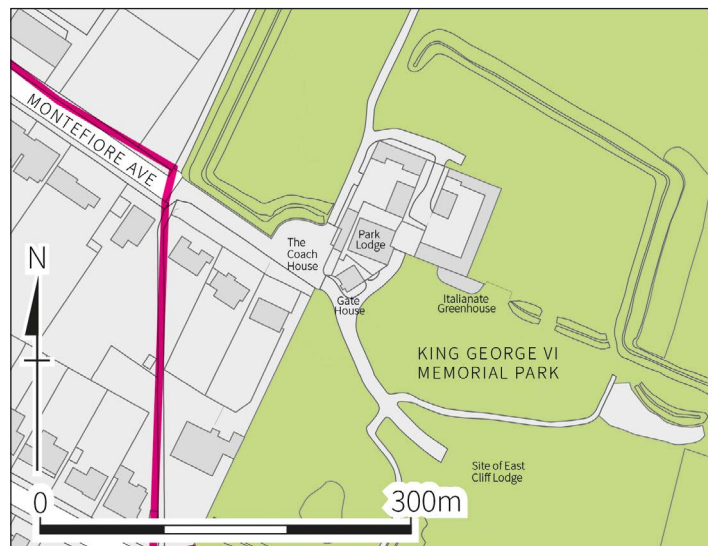 MONTEFIORE AVE
The
Coach
House
Park
Lodge
Gate
House
Italianate
Greenhouse
KING GEORGE VI
MEMORIAL PARK
Site of East
Cliff Lodge
N
0
300m